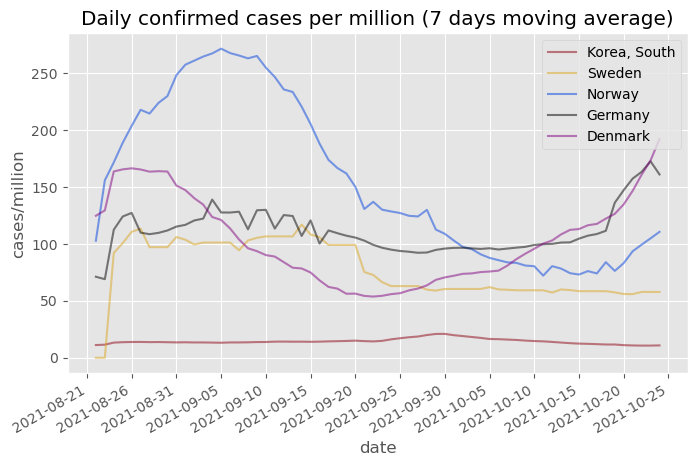 Daily confirmed cases per million (7 days moving average)
Korea, South
Sweden
Norway
Germany
Denmark
cases/million
250
200
150
100
50
0
2021-08-21
2021-08-26
2021-08-31
2021-09-05
2021-09-10
2021-09-15
2021-09-20
2021-09-25
2021-09-30
2021-10-05
2021-10-10
2021-10-15
2021-10-20
2021-10-25
date